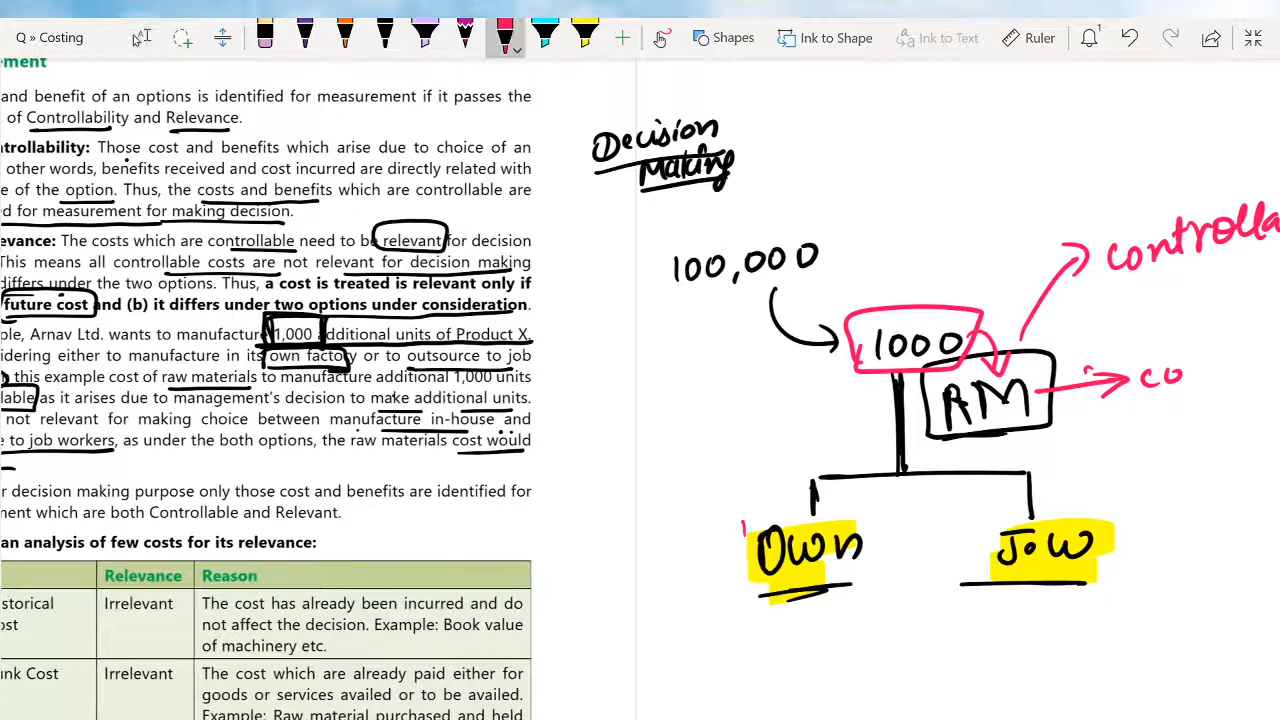 Q » Costing
Shapes
Ink to Shape
Ink to Text
Ruler
ement
and benefit of an options is identified for measurement if it passes the
of Controllability and Relevance.
ntrollability: Those cost and benefits which arise due to choice of an
other words, benefits received and cost incurred are directly related with
e of the option. Thus, the costs and benefits which are controllable are
ed for measurement for making decision.
evance: The costs which are controllable need to be relevant for decision
This means all controllable costs are not relevant for decision making
differs under the two options. Thus, a cost is treated is relevant only if
future cost and (b) it differs under two options under consideration.
ple, Arnav Ltd. wants to manufacture 1,000 additional units of Product X.
sidering either to manufacture in its own factory or to outsource to job
this example cost of raw materials to manufacture additional 1,000 units
lable as it arises due to management's decision to make additional units.
not relevant for making choice between manufacture in-house and
e to job workers, as under the both options, the raw materials cost would
r decision making purpose only those cost and benefits are identified for
ment which are both Controllable and Relevant.
an analysis of few costs for its relevance:
Relevance Reason
istorical Irrelevant The cost has already been incurred and do
ost not affect the decision. Example: Book value
of machinery etc.
unk Cost Irrelevant The cost which are already paid either for
goods or services availed or to be availed.
Example: Raw material purchased and held
Decision
Making
100,000
controlla
1000
RM
co
Own
J.W